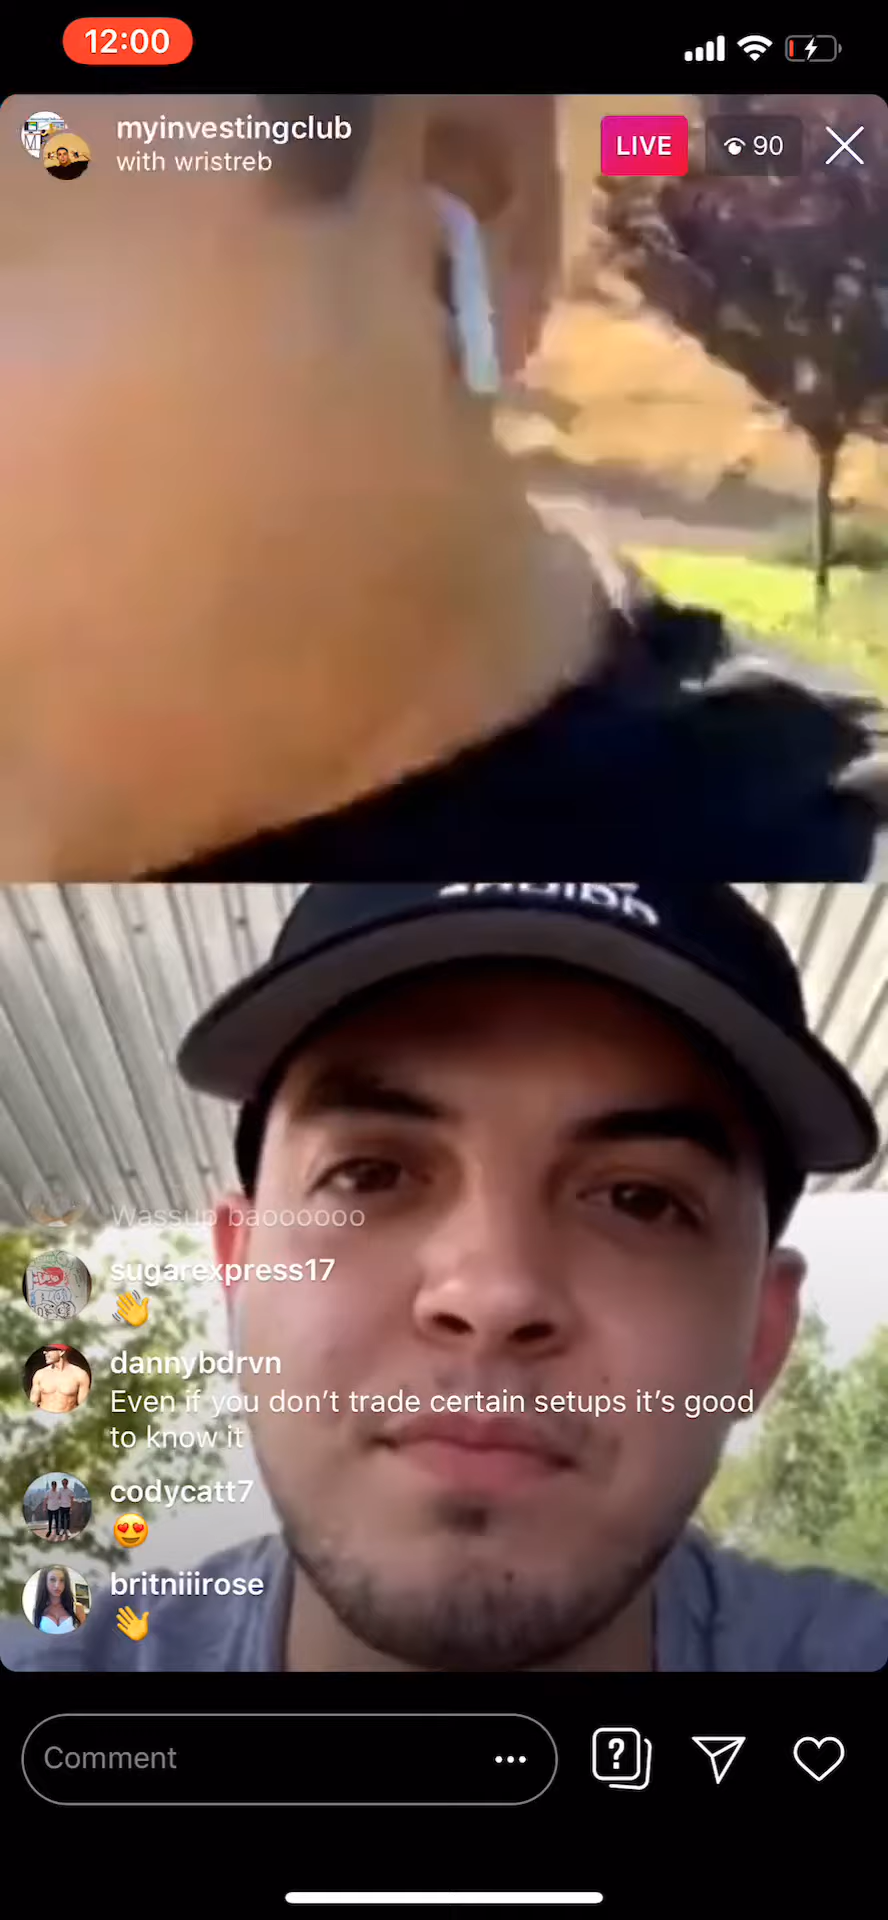 12:00
myinvestingclub
with wristreb
LIVE
90
Wassup baoooooo
sugarexpress17
dannybdrvn
Even if you don’t trade certain setups it’s good
to know it
codycatt7
britniiirose
Comment